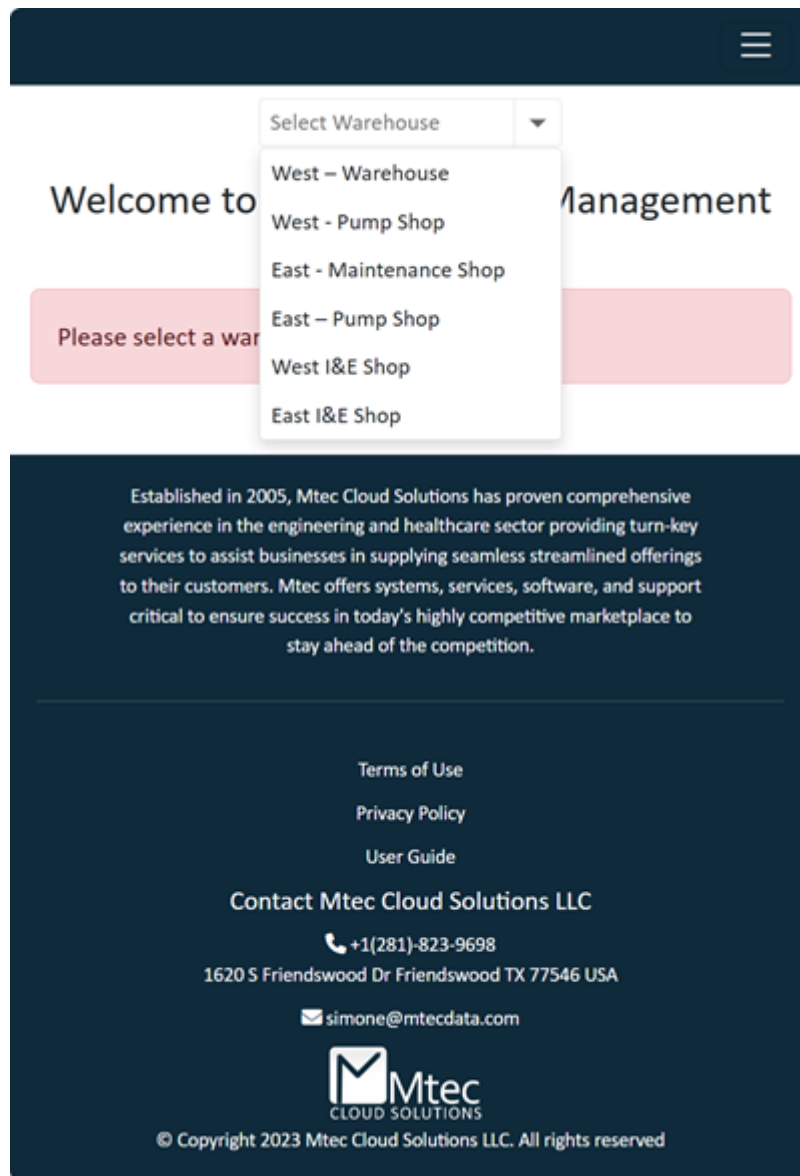 Select Warehouse
West – Warehouse
Welcome to
Management
West - Pump Shop
East - Maintenance Shop
East – Pump Shop
Please select a war
West I&E Shop
East I&E Shop
Established in 2005, Mtec Cloud Solutions has proven comprehensive
experience in the engineering and healthcare sector providing turn-key
services to assist businesses in supplying seamless streamlined offerings
to their customers. Mtec offers systems, services, software, and support
critical to ensure success in today's highly competitive marketplace to
stay ahead of the competition.
Terms of Use
Privacy Policy
User Guide
Contact Mtec Cloud Solutions LLC
+1(281)-823-9698
1620 S Friendswood Dr Friendswood TX 77546 USA
simone@mtecdata.com
Mtec
CLOUD SOLUTIONS
© Copyright 2023 Mtec Cloud Solutions LLC. All rights reserved